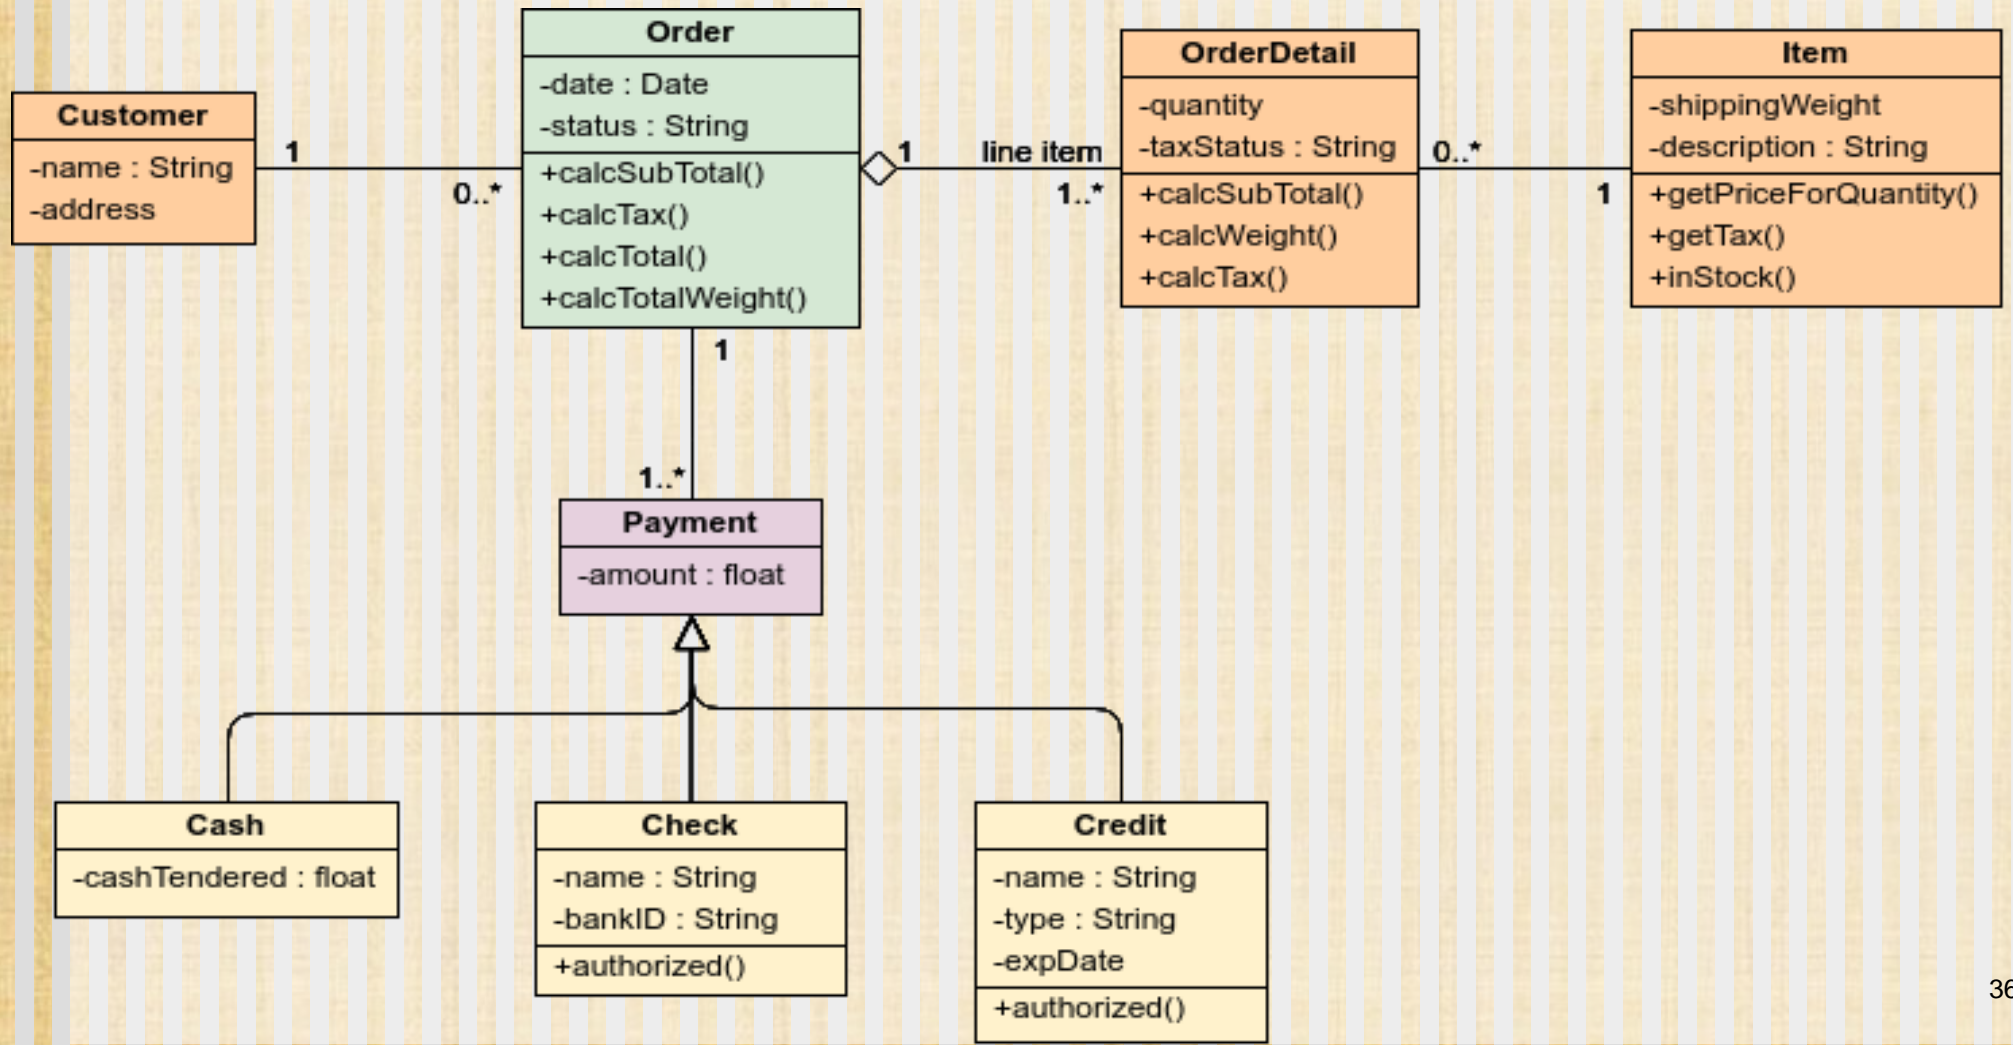 Order
-date : Date
-status : String
+calcSubTotal()
+calcTax()
+calcTotal()
+calcTotalWeight()
OrderDetail
-quantity
-taxStatus : String
+calcSubTotal()
+calcWeight()
+calcTax()
Item
-shippingWeight
-description : String
+getPriceForQuantity()
+getTax()
+inStock()
Customer
-name : String
-address
1
0..*
1
line item
1..*
0..*
1
1
1..*
Payment
-amount : float
Cash
-cashTendered : float
Check
-name : String
-bankID : String
+authorized()
Credit
-name : String
-type : String
-expDate
+authorized()
36